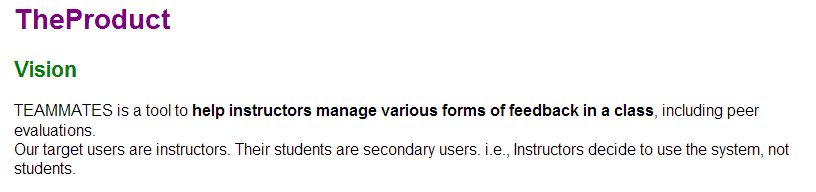 TheProduct
Vision
TEAMMATES is a tool to help instructors manage various forms of feedback in a class, including peer
evaluations.
Our target users are instructors. Their students are secondary users. i.e., Instructors decide to use the system, not
students.